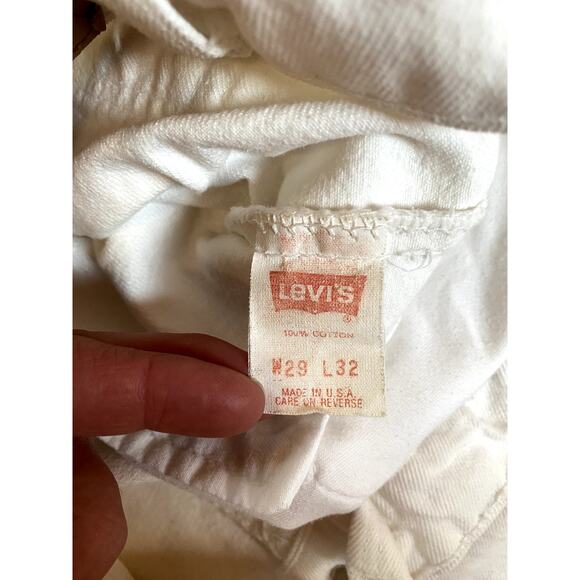 LEVI'S
®
100% COTTON
W29 L32
MADE IN U.S.A.
CARE ON REVERSE